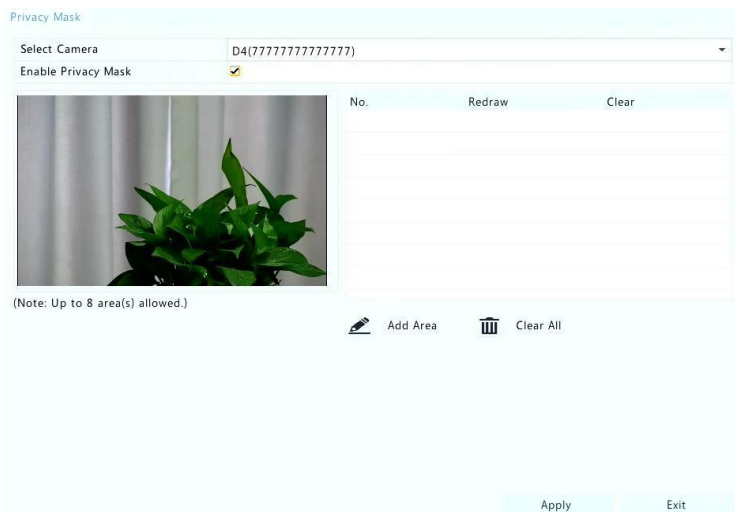 Privacy Mask
Select Camera D4(77777777777777)
Enable Privacy Mask
No. Redraw Clear
(Note: Up to 8 area(s) allowed.)
Add Area Clear All
Apply Exit